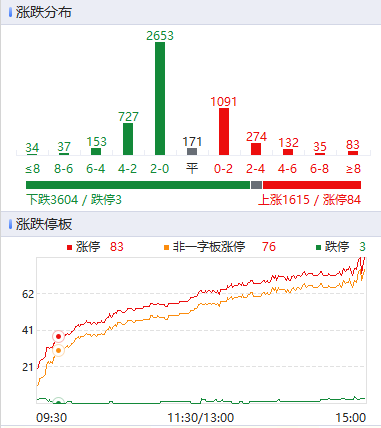 涨跌分布
34 37 153 727 2653 171 1091 274 132 35 83
≤8 8-6 6-4 4-2 2-0 平 0-2 2-4 4-6 6-8 ≥8
下跌3604 / 跌停3 上涨1615 / 涨停84
涨跌停板
涨停 83 非一字板涨停 76 跌停 3
62
41
21
09:30 11:30/13:00 15:00